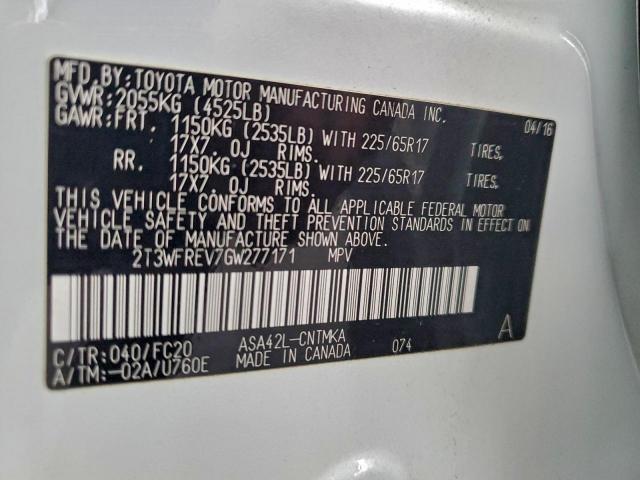 MFD.BY:TOYOTA MOTOR MANUFACTURING CANADA INC.
GVWR:2055KG (4525LB) 04/16
GAWR:FRT. 1150KG (2535LB) WITH 225/65R17 TIRES,
17X7.0J RIMS.
RR. 1150KG (2535LB) WITH 225/65R17 TIRES,
17X7.0J RIMS.
THIS VEHICLE CONFORMS TO ALL APPLICABLE FEDERAL MOTOR
VEHICLE SAFETY AND THEFT PREVENTION STANDARDS IN EFFECT ON
THE DATE OF MANUFACTURE SHOWN ABOVE.
2T3WFREV7GW277171 MPV
C/TR:040/FC20 ASA42L-CNTMKA 074 A
A/TM:-02A/U760E MADE IN CANADA